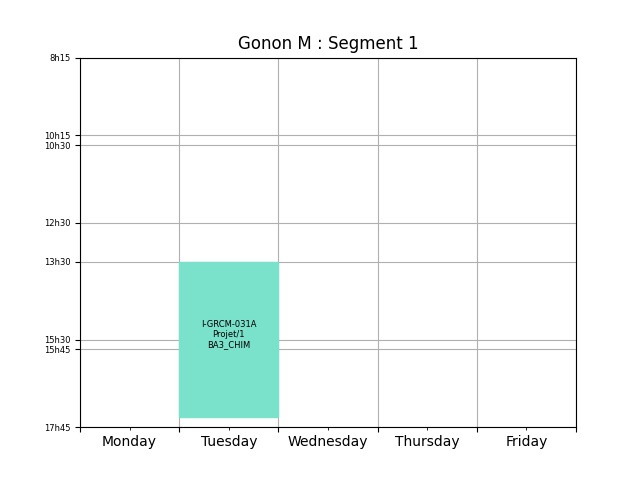 Gonon M : Segment 1
8h15
10h15
10h30
12h30
13h30
I-GRCM-031A
Projet/1
BA3_CHIM
15h30
15h45
17h45
Monday Tuesday Wednesday Thursday Friday